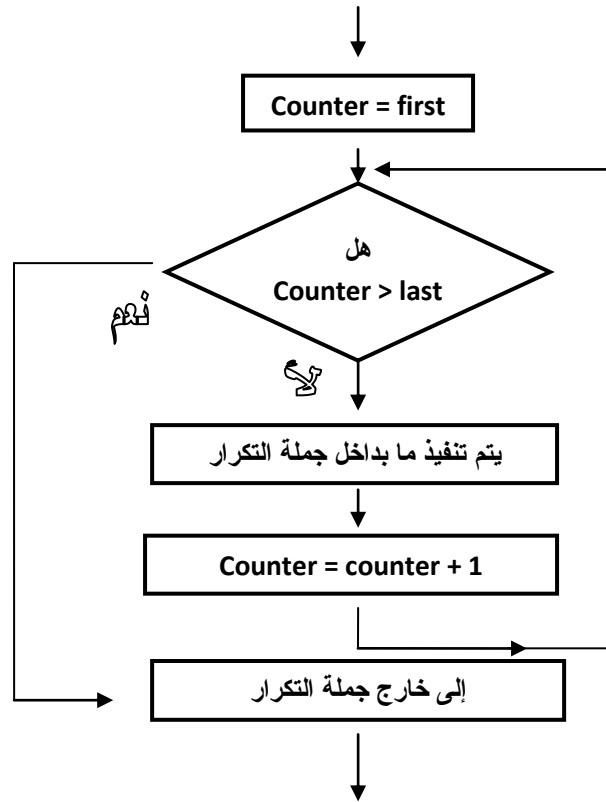 Counter = first
هل
Counter > last
نعم
لا
يتم تنفيذ ما بداخل جملة التكرار
Counter = counter + 1
إلى خارج جملة التكرار